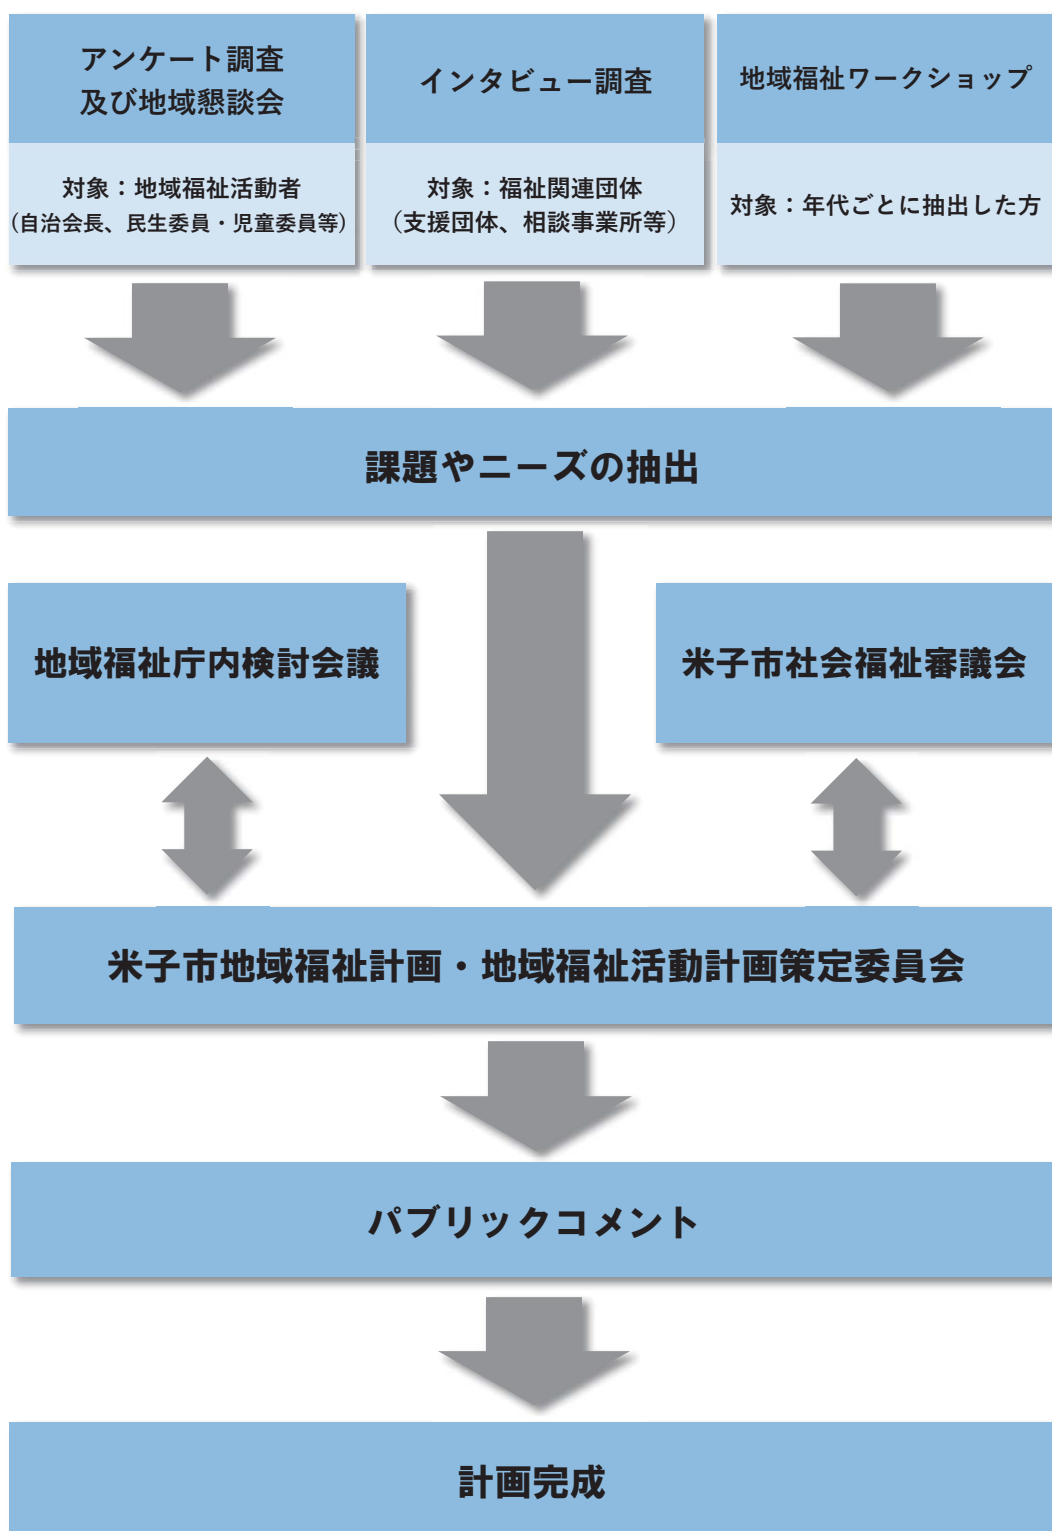 アンケート調査
及び地域懇談会
対象：地域福祉活動者
(自治会長、民生委員・児童委員等)
インタビュー調査
対象：福祉関連団体
（支援団体、相談事業所等）
地域福祉ワークショップ
対象：年代ごとに抽出した方
課題やニーズの抽出
地域福祉庁内検討会議
米子市社会福祉審議会
米子市地域福祉計画・地域福祉活動計画策定委員会
パブリックコメント
計画完成